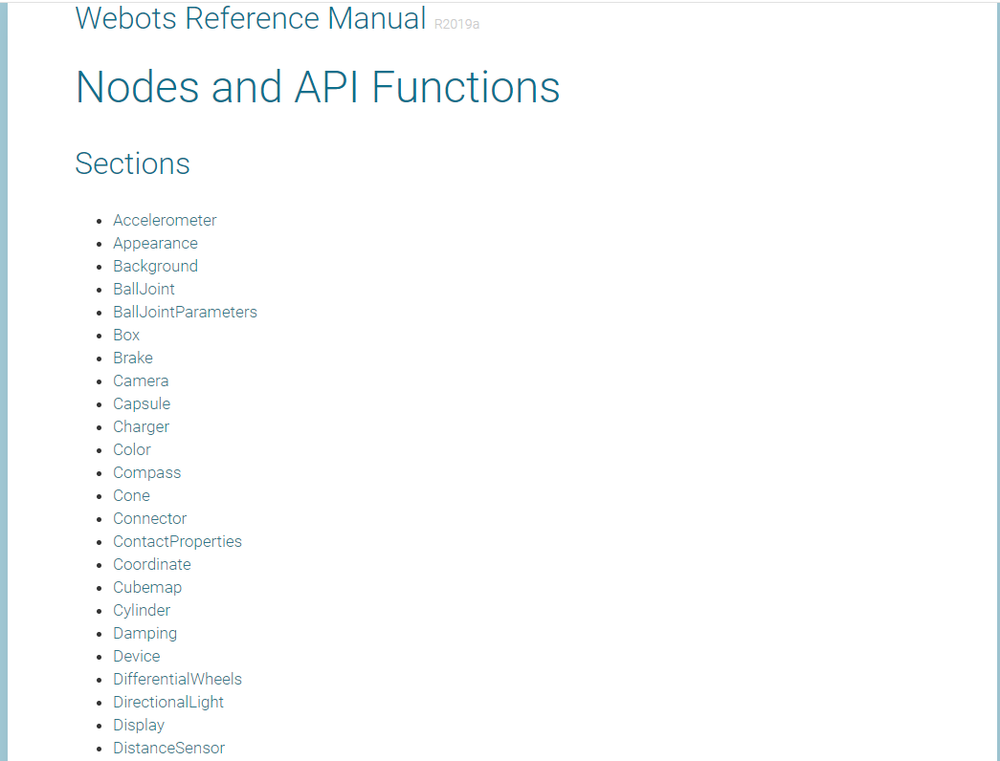 Webots Reference Manual R2019a
Nodes and API Functions
Sections
Accelerometer
Appearance
Background
BallJoint
BallJointParameters
Box
Brake
Camera
Capsule
Charger
Color
Compass
Cone
Connector
ContactProperties
Coordinate
Cubemap
Cylinder
Damping
Device
DifferentialWheels
DirectionalLight
Display
DistanceSensor